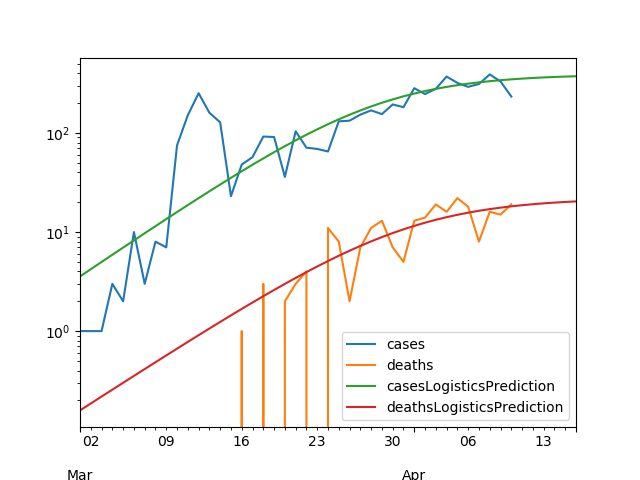 10²
10¹
10⁰
cases
deaths
casesLogisticsPrediction
deathsLogisticsPrediction
02 09 16 23 30 06 13
Mar Apr